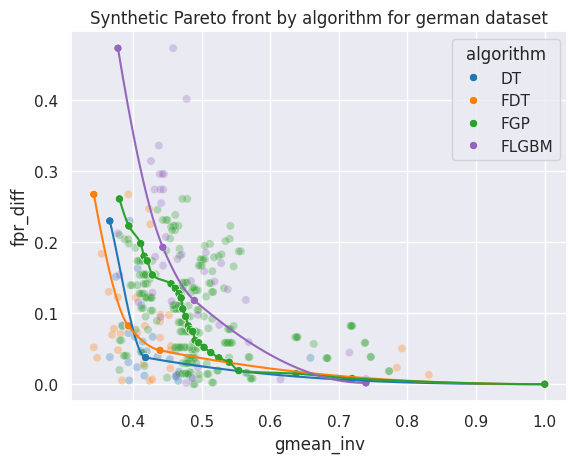 Synthetic Pareto front by algorithm for german dataset
algorithm
DT
FDT
FGP
FLGBM
fpr_diff
0.4
0.3
0.2
0.1
0.0
0.4 0.5 0.6 0.7 0.8 0.9 1.0
gmean_inv